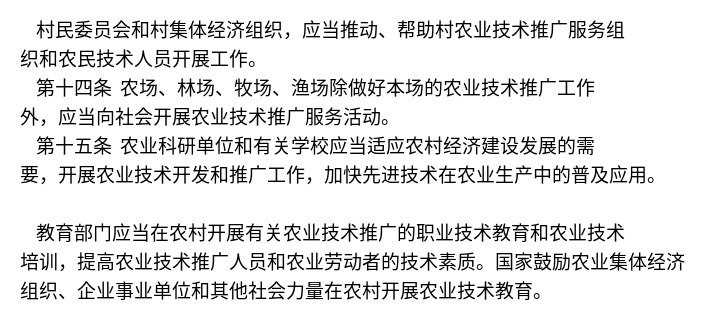 村民委员会和村集体经济组织，应当推动、帮助村农业技术推广服务组
织和农民技术人员开展工作。
第十四条 农场、林场、牧场、渔场除做好本场的农业技术推广工作
外，应当向社会开展农业技术推广服务活动。
第十五条 农业科研单位和有关学校应当适应农村经济建设发展的需
要，开展农业技术开发和推广工作，加快先进技术在农业生产中的普及应用。
教育部门应当在农村开展有关农业技术推广的职业技术教育和农业技术
培训，提高农业技术推广人员和农业劳动者的技术素质。国家鼓励农业集体经济
组织、企业事业单位和其他社会力量在农村开展农业技术教育。